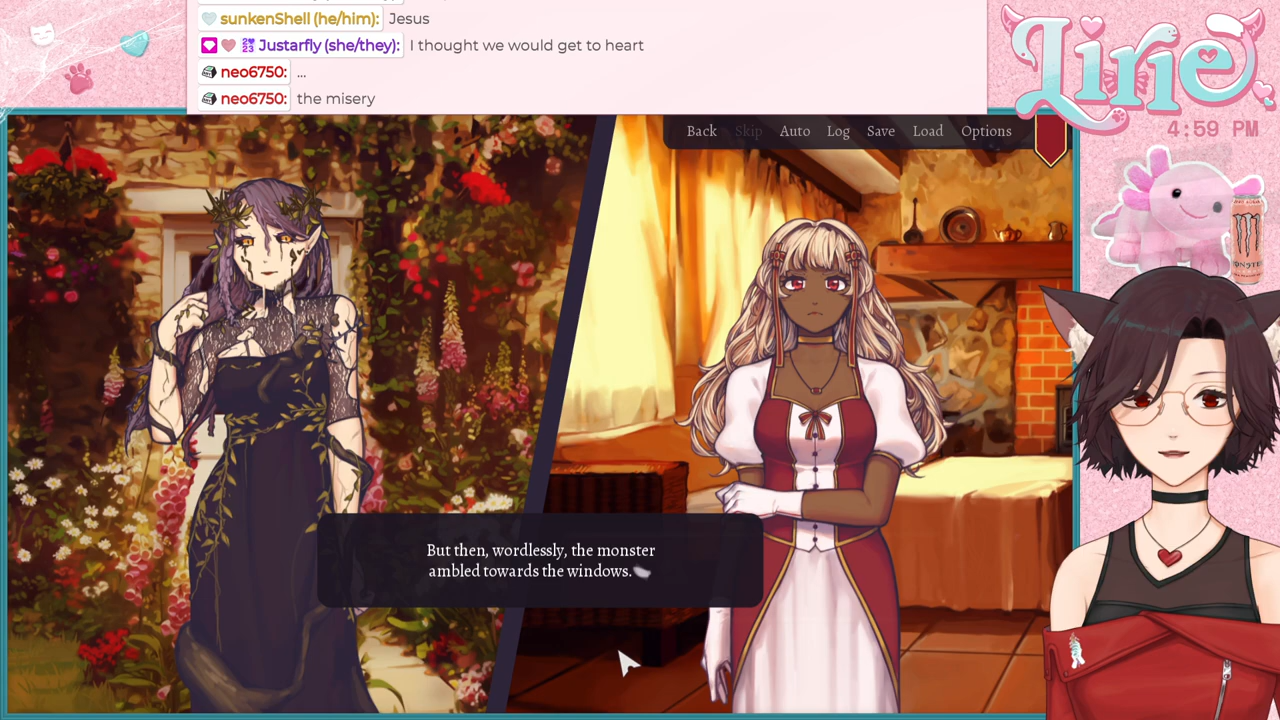 sunkenShell (he/him): Jesus
Justarfly (she/they): I thought we would get to heart
neo6750: ...
neo6750: the misery
Lirie
4:59 PM
Back Skip Auto Log Save Load Options
MONSTER
But then, wordlessly, the monster
ambled towards the windows.